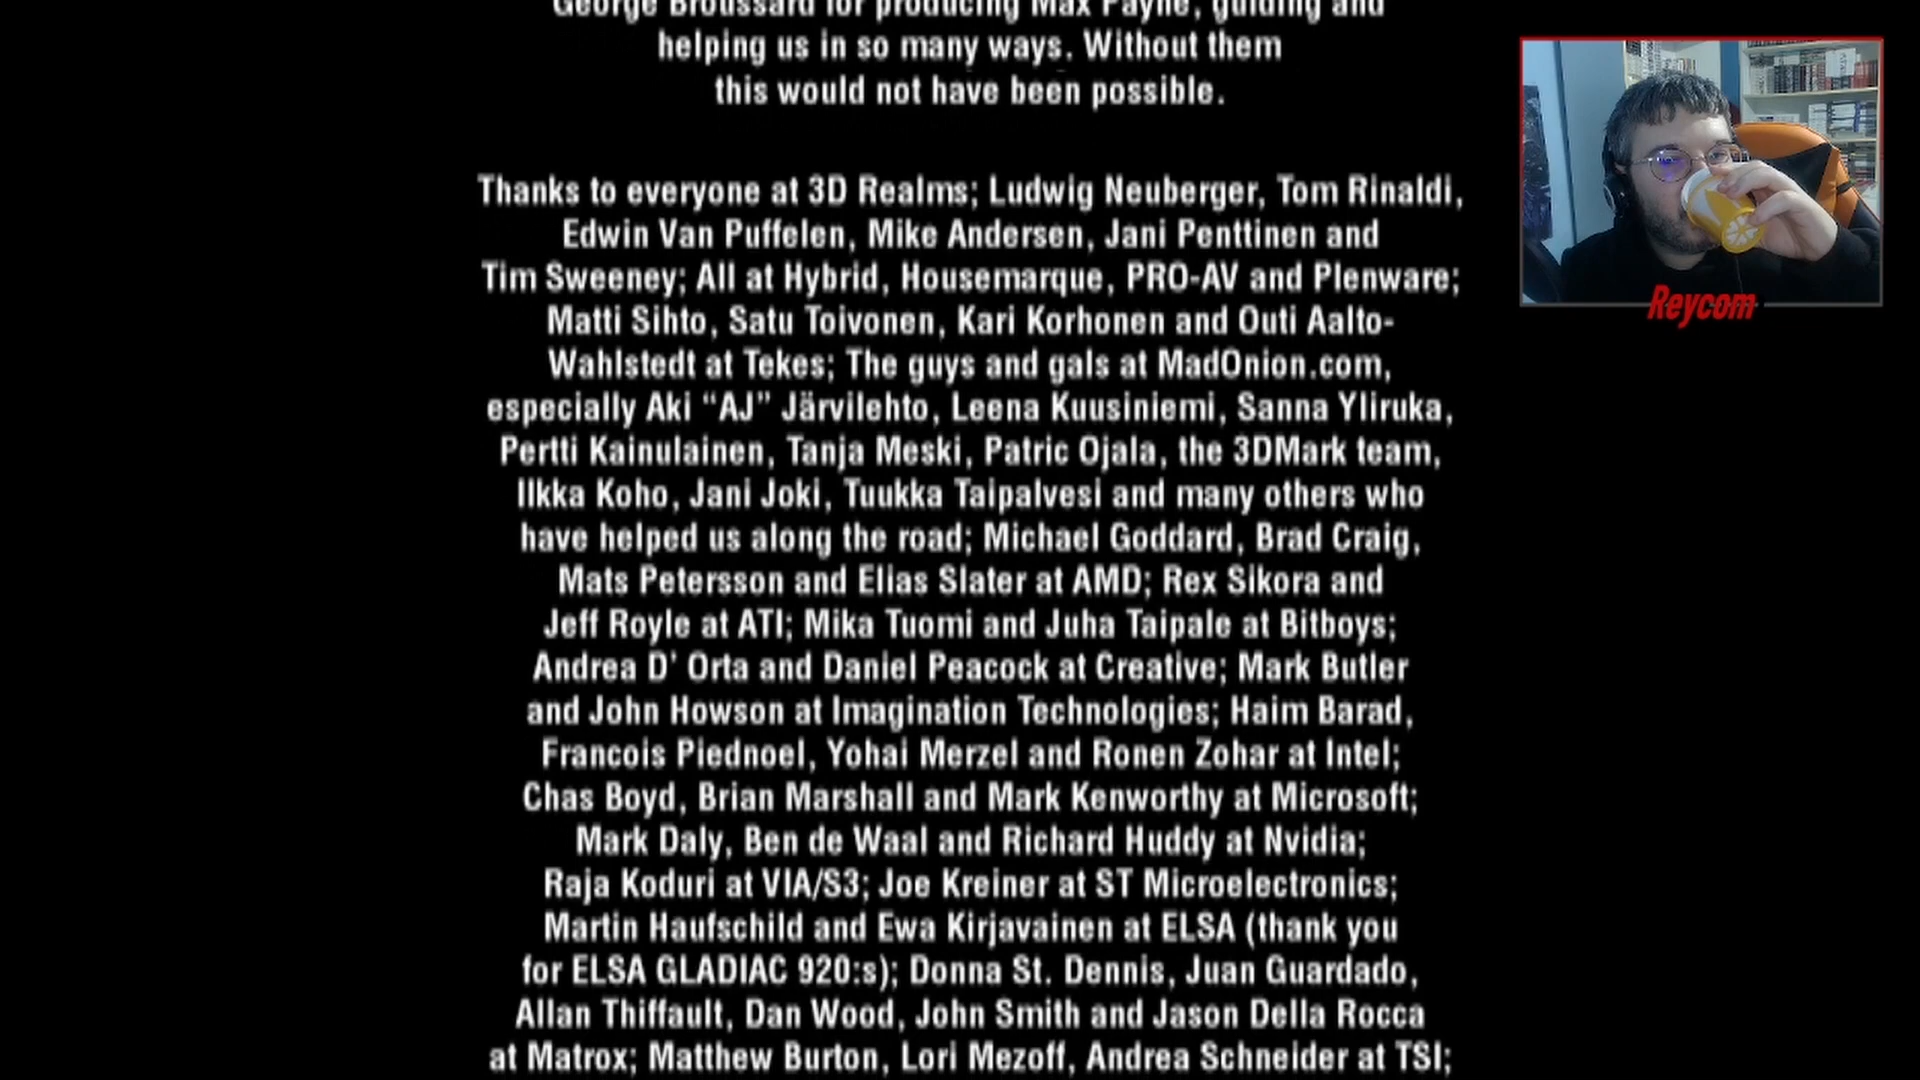 George Broussard for producing Max Payne, guiding and
helping us in so many ways. Without them
this would not have been possible.
Thanks to everyone at 3D Realms; Ludwig Neuberger, Tom Rinaldi,
Edwin Van Puffelen, Mike Andersen, Jani Penttinen and
Tim Sweeney; All at Hybrid, Housemarque, PRO-AV and Plenware;
Matti Sihto, Satu Toivonen, Kari Korhonen and Outi Aalto-
Wahlstedt at Tekes; The guys and gals at MadOnion.com,
especially Aki “AJ” Järvilehto, Leena Kuusiniemi, Sanna Yliruka,
Pertti Kainulainen, Tanja Meski, Patric Ojala, the 3DMark team,
Ilkka Koho, Jani Joki, Tuukka Taipalvesi and many others who
have helped us along the road; Michael Goddard, Brad Craig,
Mats Petersson and Elias Slater at AMD; Rex Sikora and
Jeff Royle at ATI; Mika Tuomi and Juha Taipale at Bitboys;
Andrea D' Orta and Daniel Peacock at Creative; Mark Butler
and John Howson at Imagination Technologies; Haim Barad,
Francois Piednoel, Yohai Merzel and Ronen Zohar at Intel;
Chas Boyd, Brian Marshall and Mark Kenworthy at Microsoft;
Mark Daly, Ben de Waal and Richard Huddy at Nvidia;
Raja Koduri at VIA/S3; Joe Kreiner at ST Microelectronics;
Martin Haufschild and Ewa Kirjavainen at ELSA (thank you
for ELSA GLADIAC 920:s); Donna St. Dennis, Juan Guardado,
Allan Thiffault, Dan Wood, John Smith and Jason Della Rocca
at Matrox; Matthew Burton, Lori Mezoff, Andrea Schneider at TSI;
Reycom